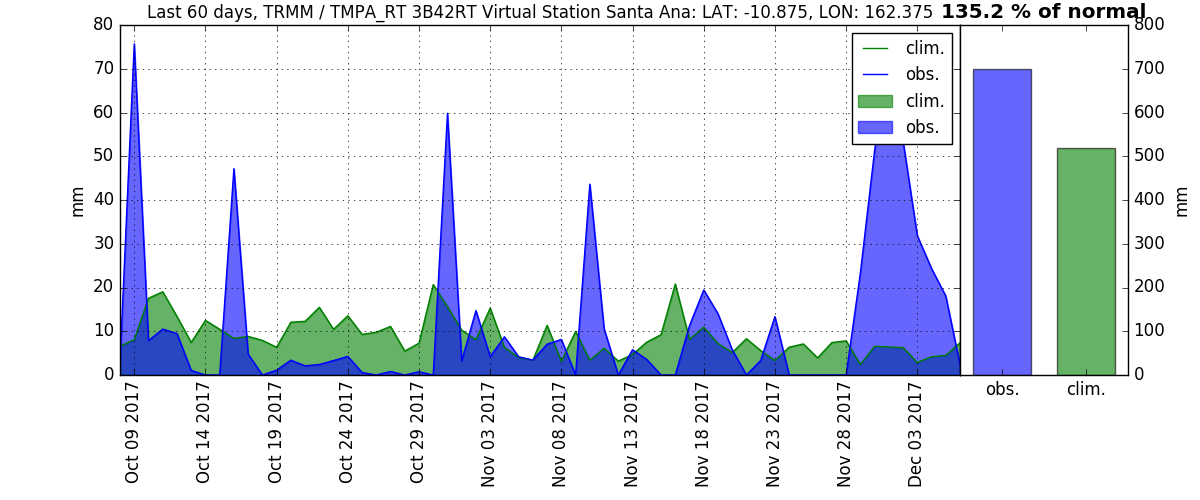 Last 60 days, TRMM / TMPA_RT 3B42RT Virtual Station Santa Ana: LAT: -10.875, LON: 162.375 135.2 % of normal
80
70
60
50
40
30
20
10
0
mm
clim.
obs.
clim.
obs.
Oct 09 2017
Oct 14 2017
Oct 19 2017
Oct 24 2017
Oct 29 2017
Nov 03 2017
Nov 08 2017
Nov 13 2017
Nov 18 2017
Nov 23 2017
Nov 28 2017
Dec 03 2017
obs.
clim.
800
700
600
500
400
300
200
100
0
mm